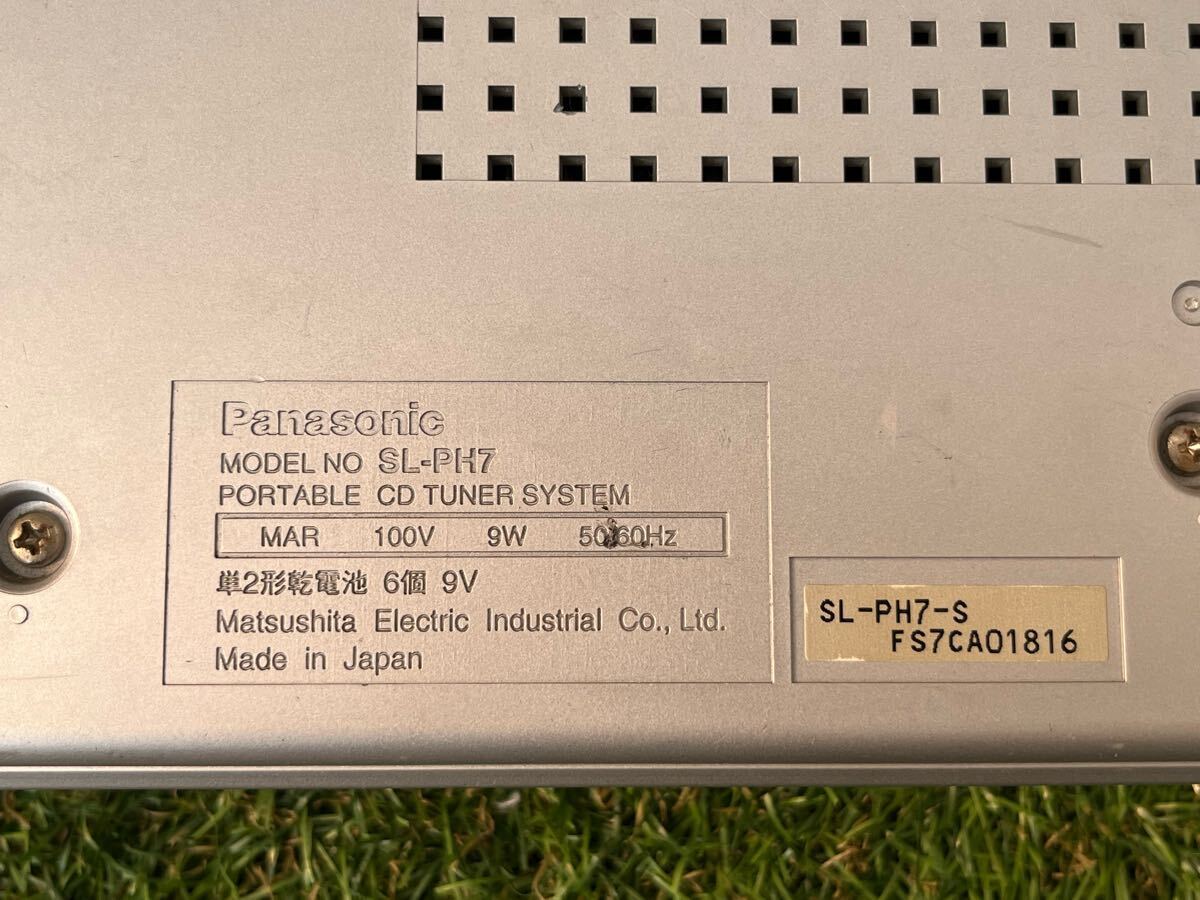 Panasonic
MODEL NO SL-PH7
PORTABLE CD TUNER SYSTEM
MAR 100V 9W 50/60Hz
単2形乾電池 6個 9V
Matsushita Electric Industrial Co., Ltd.
Made in Japan
SL-PH7-S
FS7CA01816